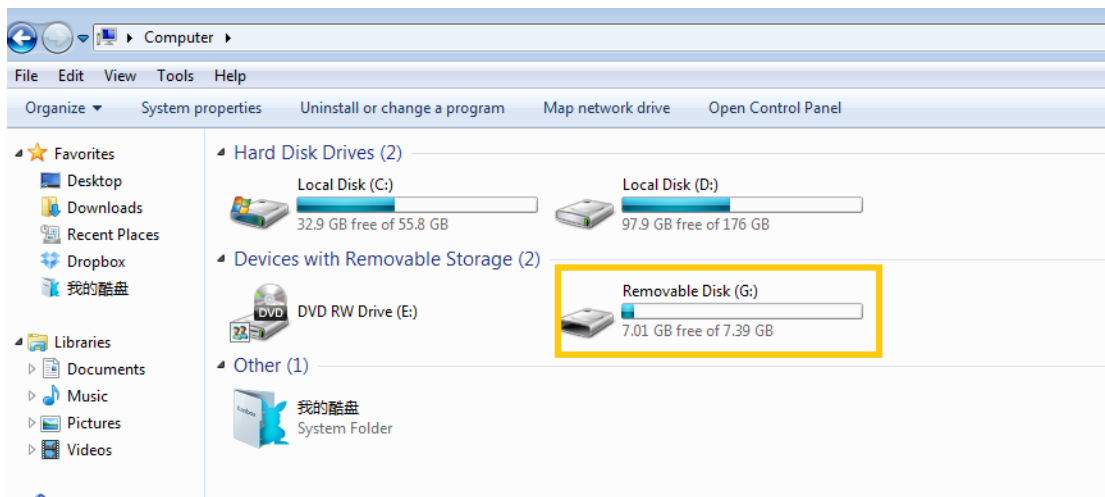 Computer
File Edit View Tools Help
Organize System properties Uninstall or change a program Map network drive Open Control Panel
Favorites
Desktop
Downloads
Recent Places
Dropbox
我的酷盘
Libraries
Documents
Music
Pictures
Videos
Hard Disk Drives (2)
Local Disk (C:)
32.9 GB free of 55.8 GB
Local Disk (D:)
97.9 GB free of 176 GB
Devices with Removable Storage (2)
DVD
DVD RW Drive (E:)
Removable Disk (G:)
7.01 GB free of 7.39 GB
Other (1)
我的酷盘
System Folder